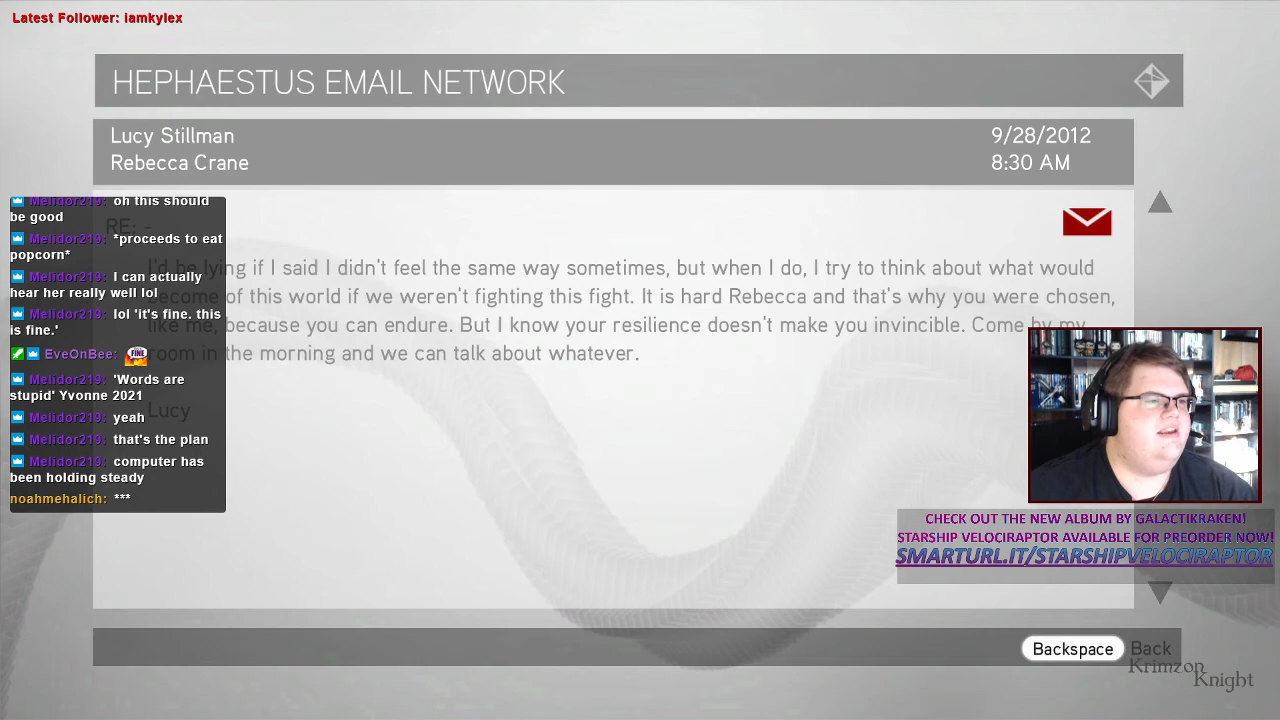 Latest Follower: iamkylex
HEPHAESTUS EMAIL NETWORK
Lucy Stillman
9/28/2012
Rebecca Crane
8:30 AM
RE: -
I'd be lying if I said I didn't feel the same way sometimes, but when I do, I try to think about what would
become of this world if we weren't fighting this fight. It is hard Rebecca and that's why you were chosen,
like me, because you can endure. But I know your resilience doesn't make you invincible. Come by my
room in the morning and we can talk about whatever.
Lucy
Melidor219: oh this should
be good
Melidor219: *proceeds to eat
popcorn*
Melidor219: I can actually
hear her really well lol
Melidor219: lol 'it's fine. this
is fine.'
EveOnBee: FINE
Melidor219: 'Words are
stupid' Yvonne 2021
Melidor219: yeah
Melidor219: that's the plan
Melidor219: computer has
been holding steady
noahmehalich: ***
CHECK OUT THE NEW ALBUM BY GALACTIKRAKEN!
STARSHIP VELOCIRAPTOR AVAILABLE FOR PREORDER NOW!
SMARTURL.IT/STARSHIPVELOCIRAPTOR
Backspace Back
Krimzon
Knight